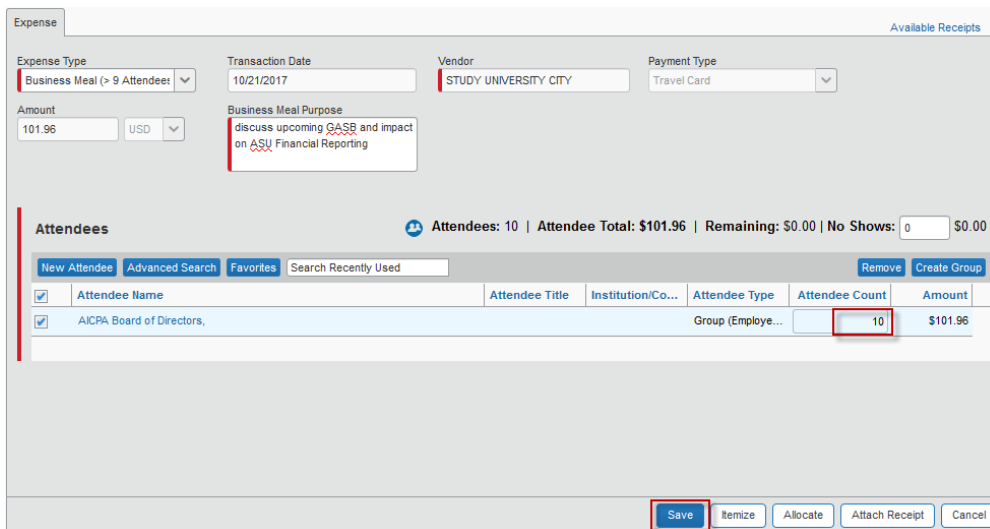 Expense
Available Receipts
Expense Type Transaction Date Vendor Payment Type
Business Meal (> 9 Attendees 10/21/2017 STUDY UNIVERSITY CITY Travel Card
Amount Business Meal Purpose
101.96 USD discuss upcoming GASB and impact
on ASU Financial Reporting
Attendees Attendees: 10 | Attendee Total: $101.96 | Remaining: $0.00 | No Shows: 0 $0.00
New Attendee Advanced Search Favorites Search Recently Used Remove Create Group
Attendee Name Attendee Title Institution/Co... Attendee Type Attendee Count Amount
AICPA Board of Directors, Group (Employe... 10 $101.96
Save Itemize Allocate Attach Receipt Cancel